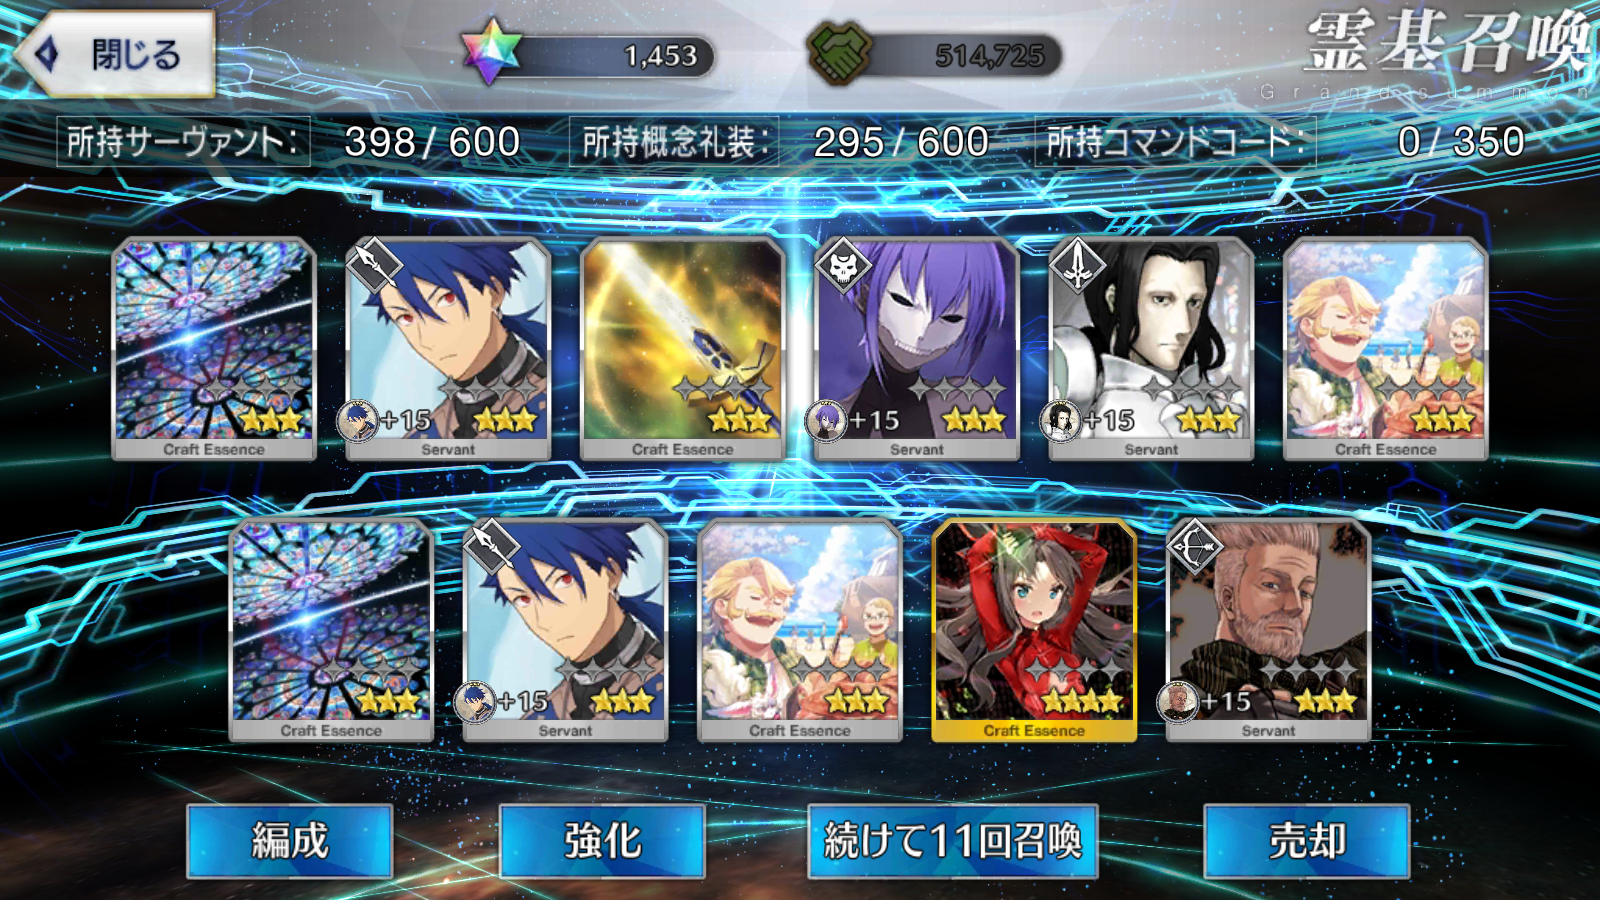 閉じる
1,453
514,725
霊基召喚
Grand summon
所持サーヴァント: 398/ 600
所持概念礼装: 295/ 600
所持コマンドコード: 0/ 350
Craft Essence
+15
Servant
Craft Essence
+15
Servant
+15
Servant
Craft Essence
Craft Essence
+15
Servant
Craft Essence
Craft Essence
+15
Servant
編成
強化
続けて11回召喚
売却